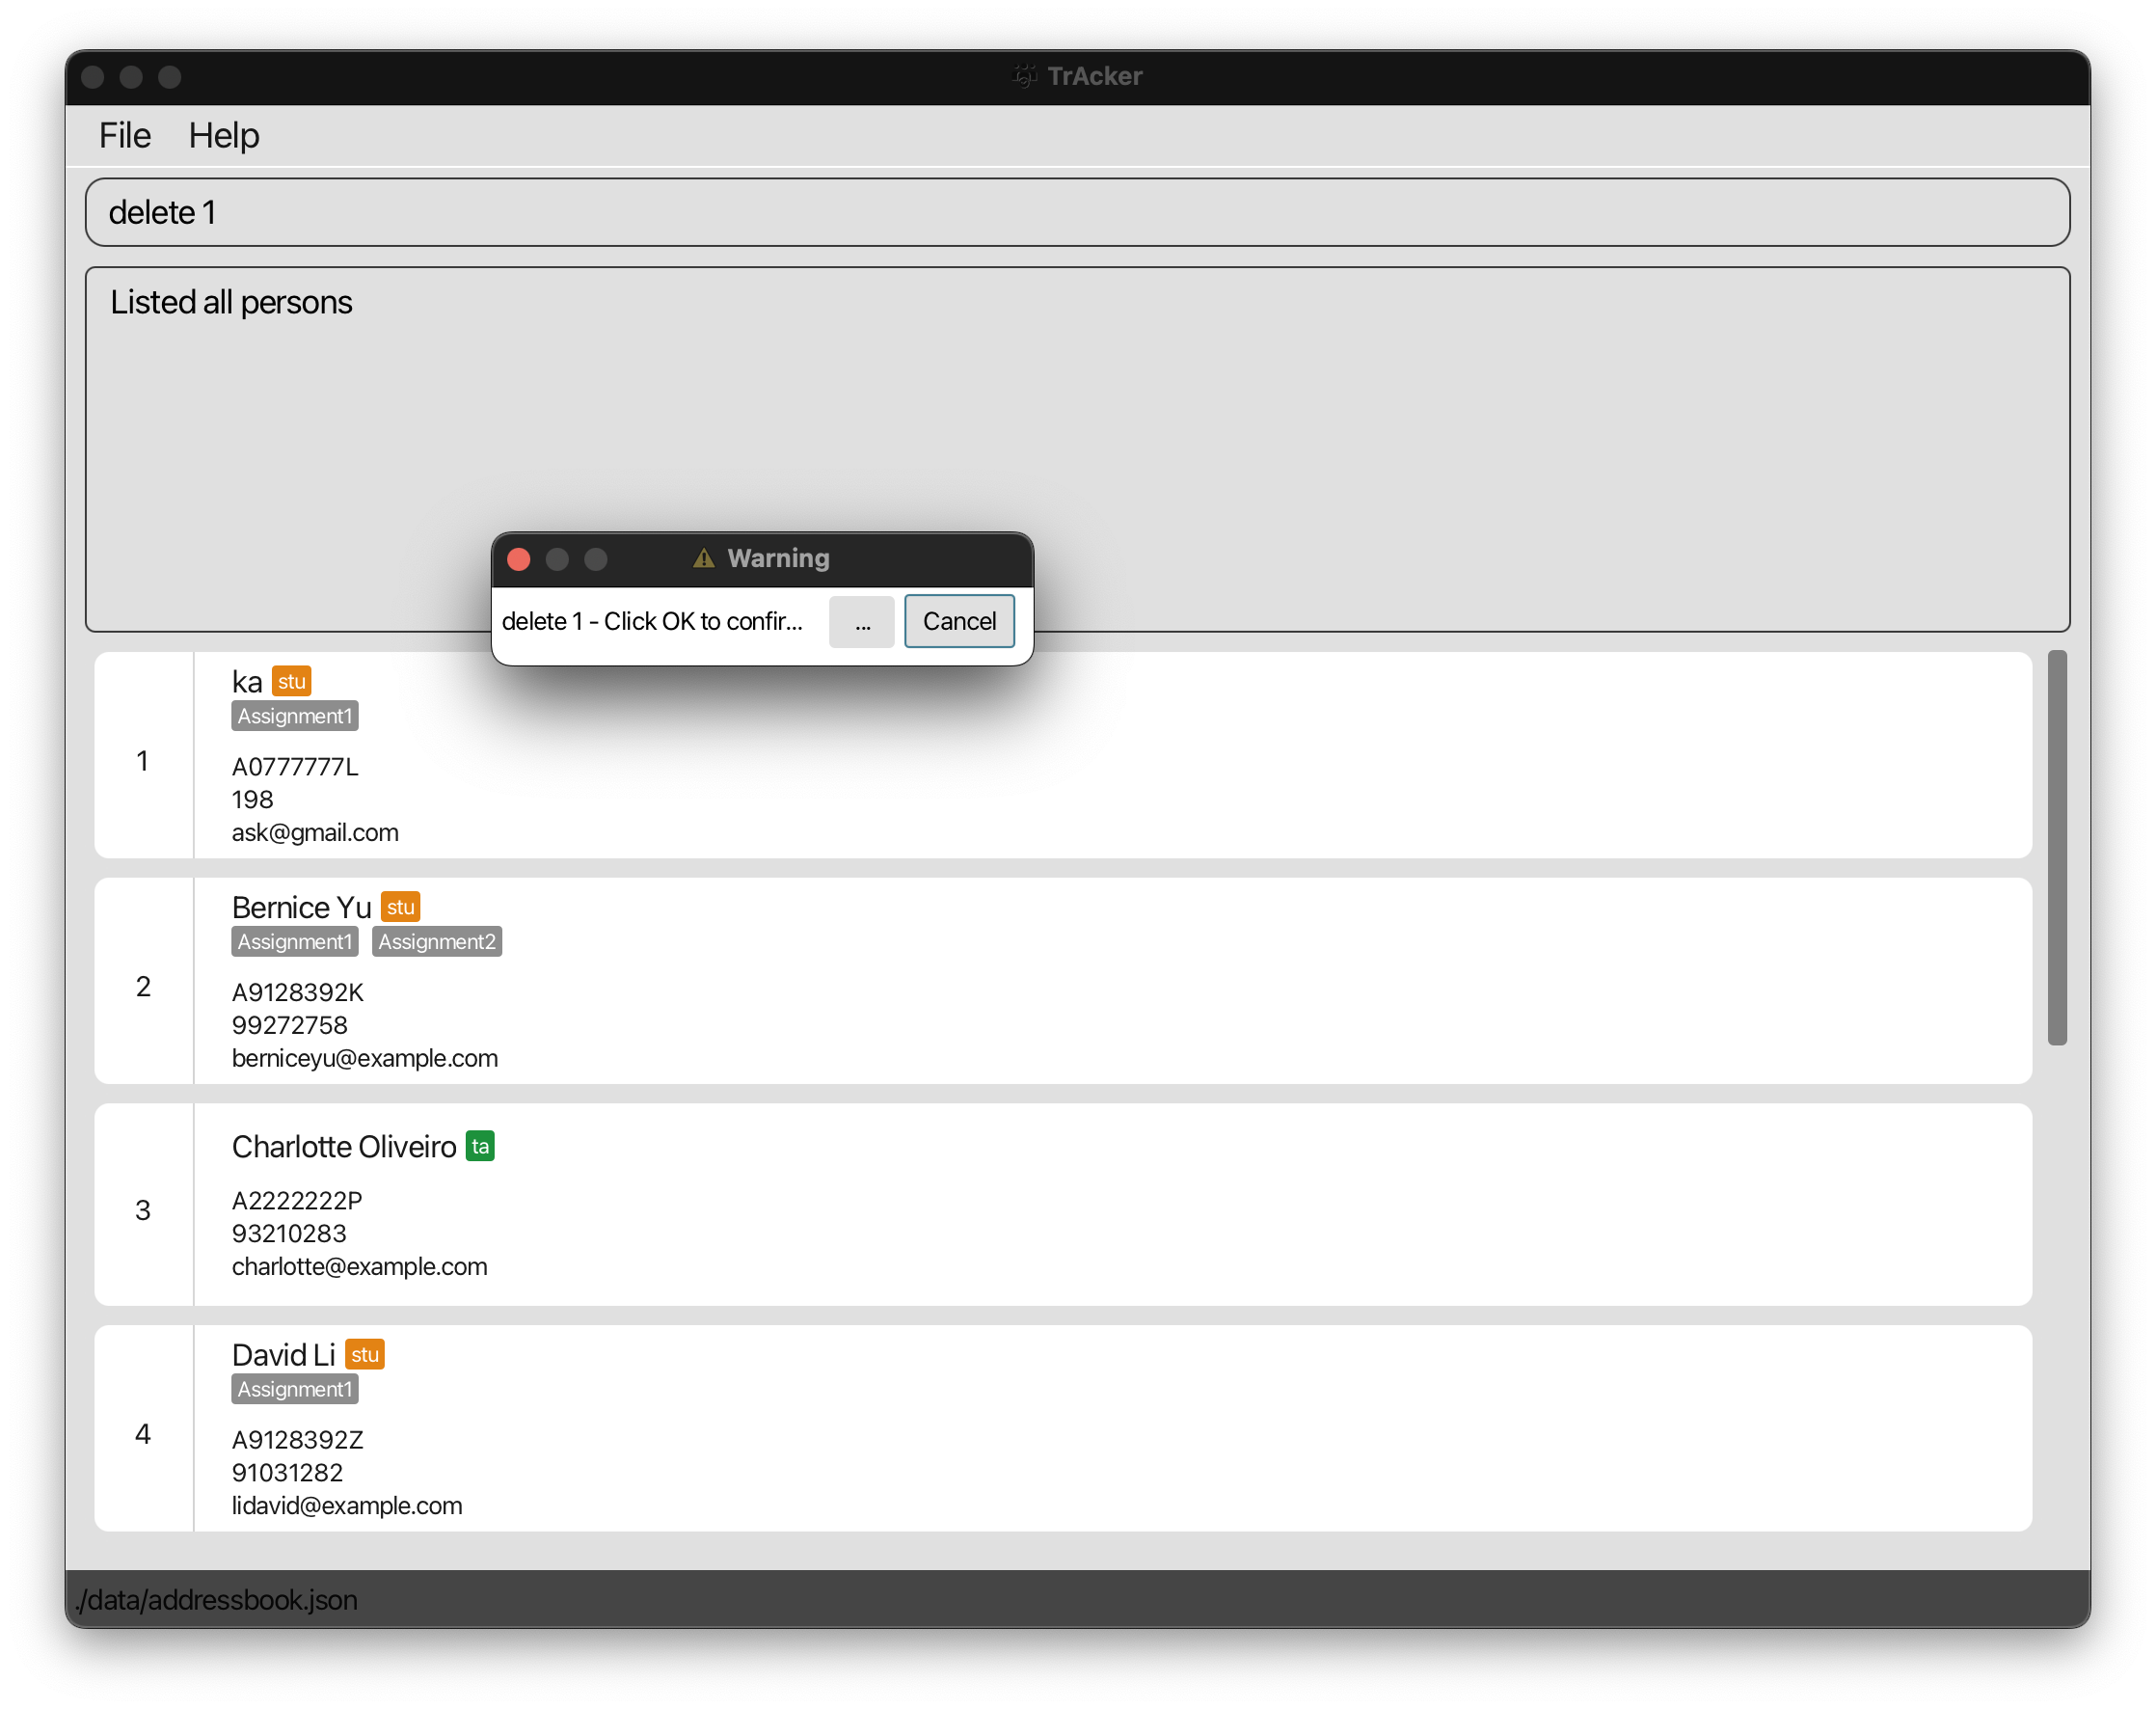 TrAcker
File Help
delete 1
Listed all persons
Warning
delete 1 - Click OK to confir... ... Cancel
1
ka stu
Assignment1
A0777777L
198
ask@gmail.com
2
Bernice Yu stu
Assignment1 Assignment2
A9128392K
99272758
berniceyu@example.com
3
Charlotte Oliveiro ta
A2222222P
93210283
charlotte@example.com
4
David Li stu
Assignment1
A9128392Z
91031282
lidavid@example.com
./data/addressbook.json